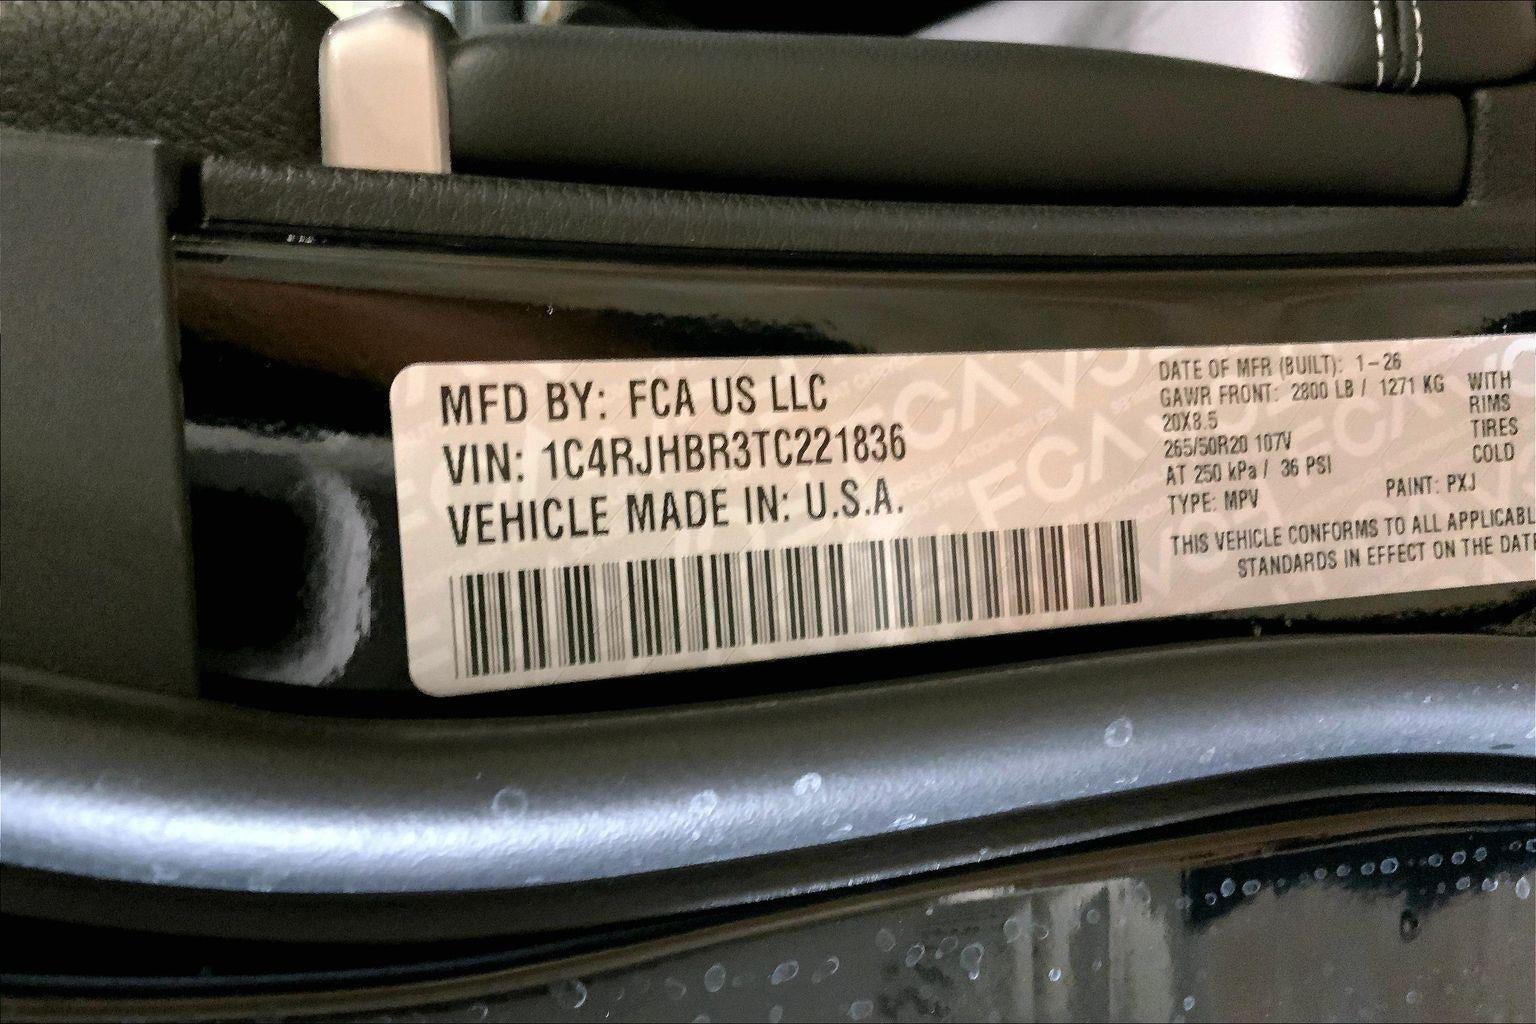 MFD BY: FCA US LLC
VIN: 1C4RJHBR3TC221836
VEHICLE MADE IN: U.S.A.
DATE OF MFR (BUILT): 1-26
GAWR FRONT: 2800 LB / 1271 KG WITH
20X8.5 RIMS
265/50R20 107V TIRES
AT 250 kPa / 36 PSI COLD
TYPE: MPV PAINT: PXJ
THIS VEHICLE CONFORMS TO ALL APPLICABL
STANDARDS IN EFFECT ON THE DATE